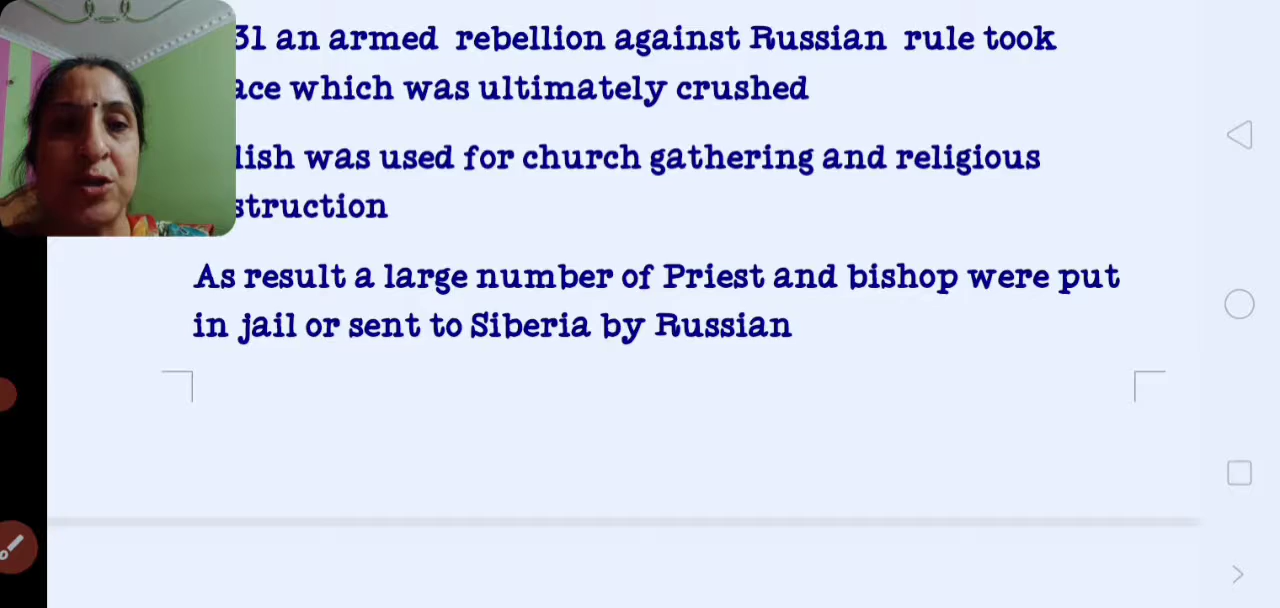 31 an armed rebellion against Russian rule took
ace which was ultimately crushed
lish was used for church gathering and religious
struction
As result a large number of Priest and bishop were put
in jail or sent to Siberia by Russian